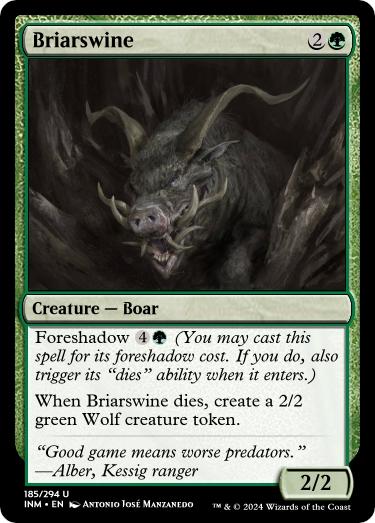 Briarswine 2
Creature — Boar
Foreshadow 4 (You may cast this
spell for its foreshadow cost. If you do, also
trigger its “dies” ability when it enters.)
When Briarswine dies, create a 2/2
green Wolf creature token.
“Good game means worse predators.”
—Alber, Kessig ranger
2/2
185/294 U
INM • EN Antonio José Manzanedo
™ & © 2024 Wizards of the Coast